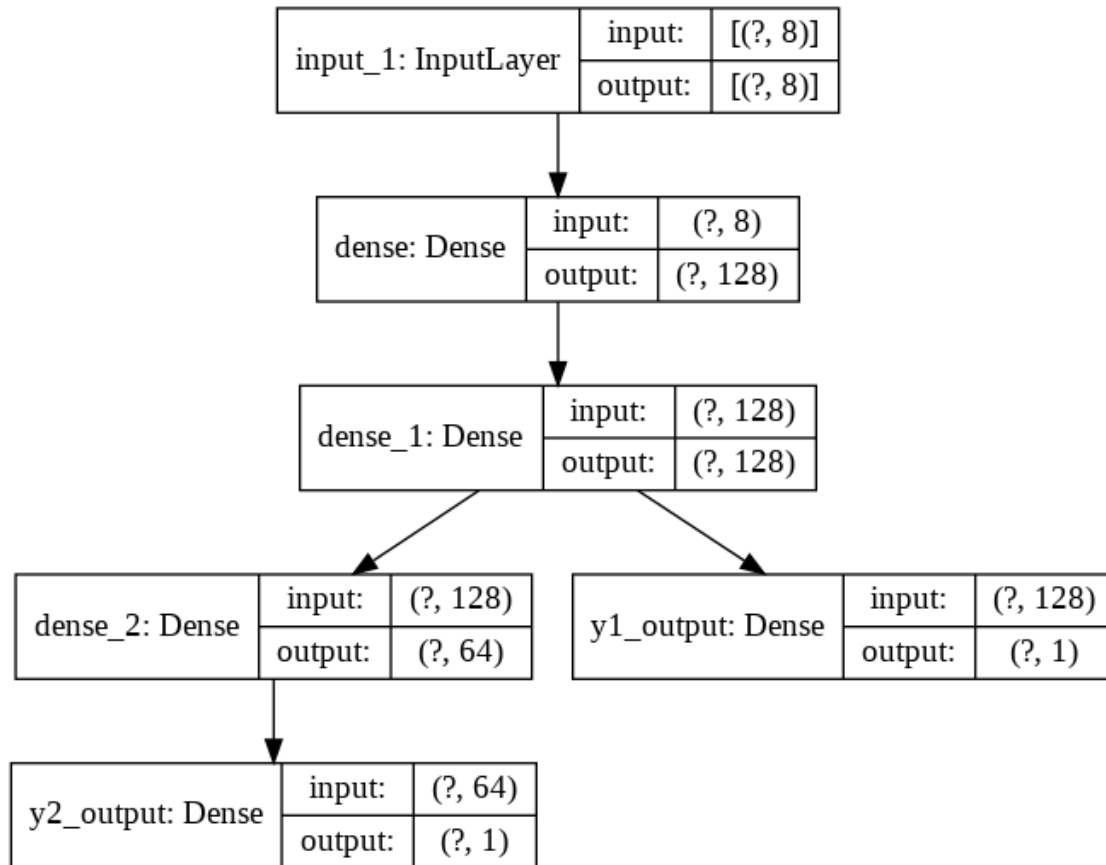 input_1: InputLayer
input: [(?, 8)]
output: [(?, 8)]
dense: Dense
input: (?, 8)
output: (?, 128)
dense_1: Dense
input: (?, 128)
output: (?, 128)
dense_2: Dense
input: (?, 128)
output: (?, 64)
y1_output: Dense
input: (?, 128)
output: (?, 1)
y2_output: Dense
input: (?, 64)
output: (?, 1)